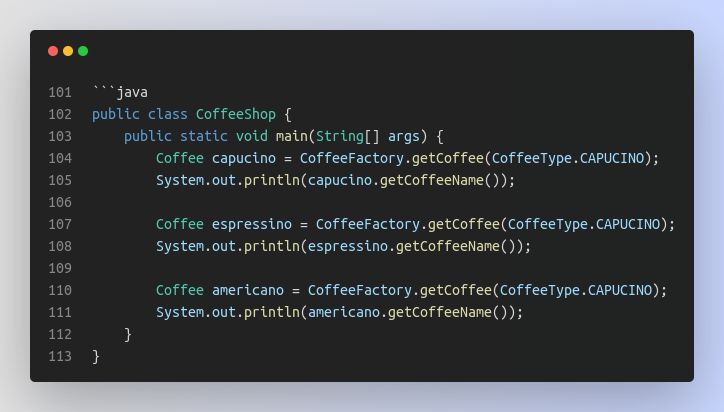 101 ```java
102 public class CoffeeShop {
103     public static void main(String[] args) {
104         Coffee capucino = CoffeeFactory.getCoffee(CoffeeType.CAPUCINO);
105         System.out.println(capucino.getCoffeeName());
106
107         Coffee espressino = CoffeeFactory.getCoffee(CoffeeType.CAPUCINO);
108         System.out.println(espressino.getCoffeeName());
109
110         Coffee americano = CoffeeFactory.getCoffee(CoffeeType.CAPUCINO);
111         System.out.println(americano.getCoffeeName());
112     }
113 }